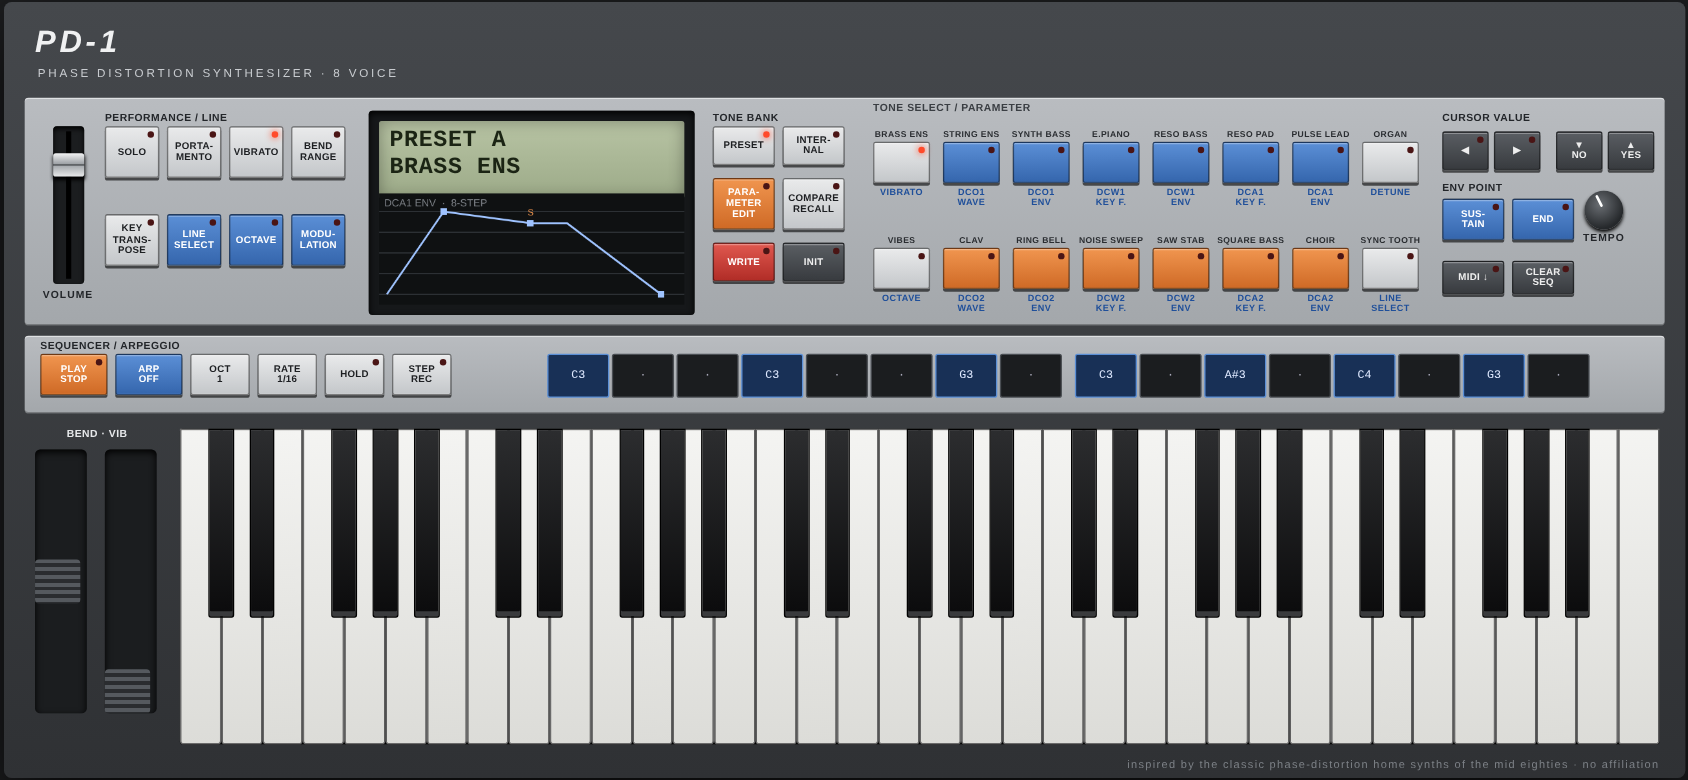 PD-1
PHASE DISTORTION SYNTHESIZER · 8 VOICE
PERFORMANCE / LINE
SOLO
PORTA-
MENTO
VIBRATO
BEND
RANGE
KEY
TRANS-
POSE
LINE
SELECT
OCTAVE
MODU-
LATION
VOLUME
PRESET A
BRASS ENS
DCA1 ENV · 8-STEP
S
TONE BANK
PRESET
INTER-
NAL
PARA-
METER
EDIT
COMPARE
RECALL
WRITE
INIT
TONE SELECT / PARAMETER
BRASS ENS
STRING ENS
SYNTH BASS
E.PIANO
RESO BASS
RESO PAD
PULSE LEAD
ORGAN
VIBRATO
DCO1
WAVE
DCO1
ENV
DCW1
KEY F.
DCW1
ENV
DCA1
KEY F.
DCA1
ENV
DETUNE
VIBES
CLAV
RING BELL
NOISE SWEEP
SAW STAB
SQUARE BASS
CHOIR
SYNC TOOTH
OCTAVE
DCO2
WAVE
DCO2
ENV
DCW2
KEY F.
DCW2
ENV
DCA2
KEY F.
DCA2
ENV
LINE
SELECT
CURSOR VALUE
◀
▶
▼
NO
▲
YES
ENV POINT
SUS-
TAIN
END
TEMPO
MIDI ↓
CLEAR
SEQ
SEQUENCER / ARPEGGIO
PLAY
STOP
ARP
OFF
OCT
1
RATE
1/16
HOLD
STEP
REC
C3 · · C3 · · G3 · C3 · A#3 · C4 · G3 ·
BEND · VIB
inspired by the classic phase-distortion home synths of the mid eighties · no affiliation